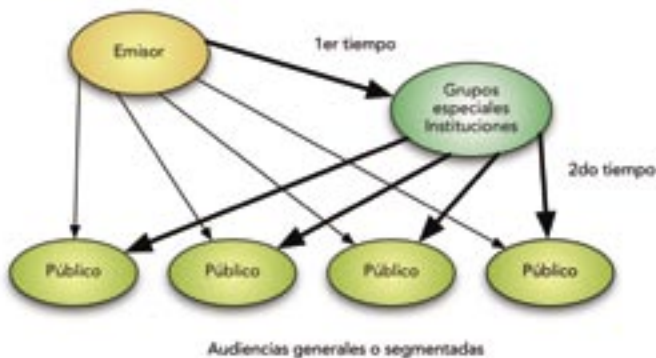 Emisor
1er tiempo
Grupos
especiales
Instituciones
2do tiempo
Público
Público
Público
Público
Audiencias generales o segmentadas